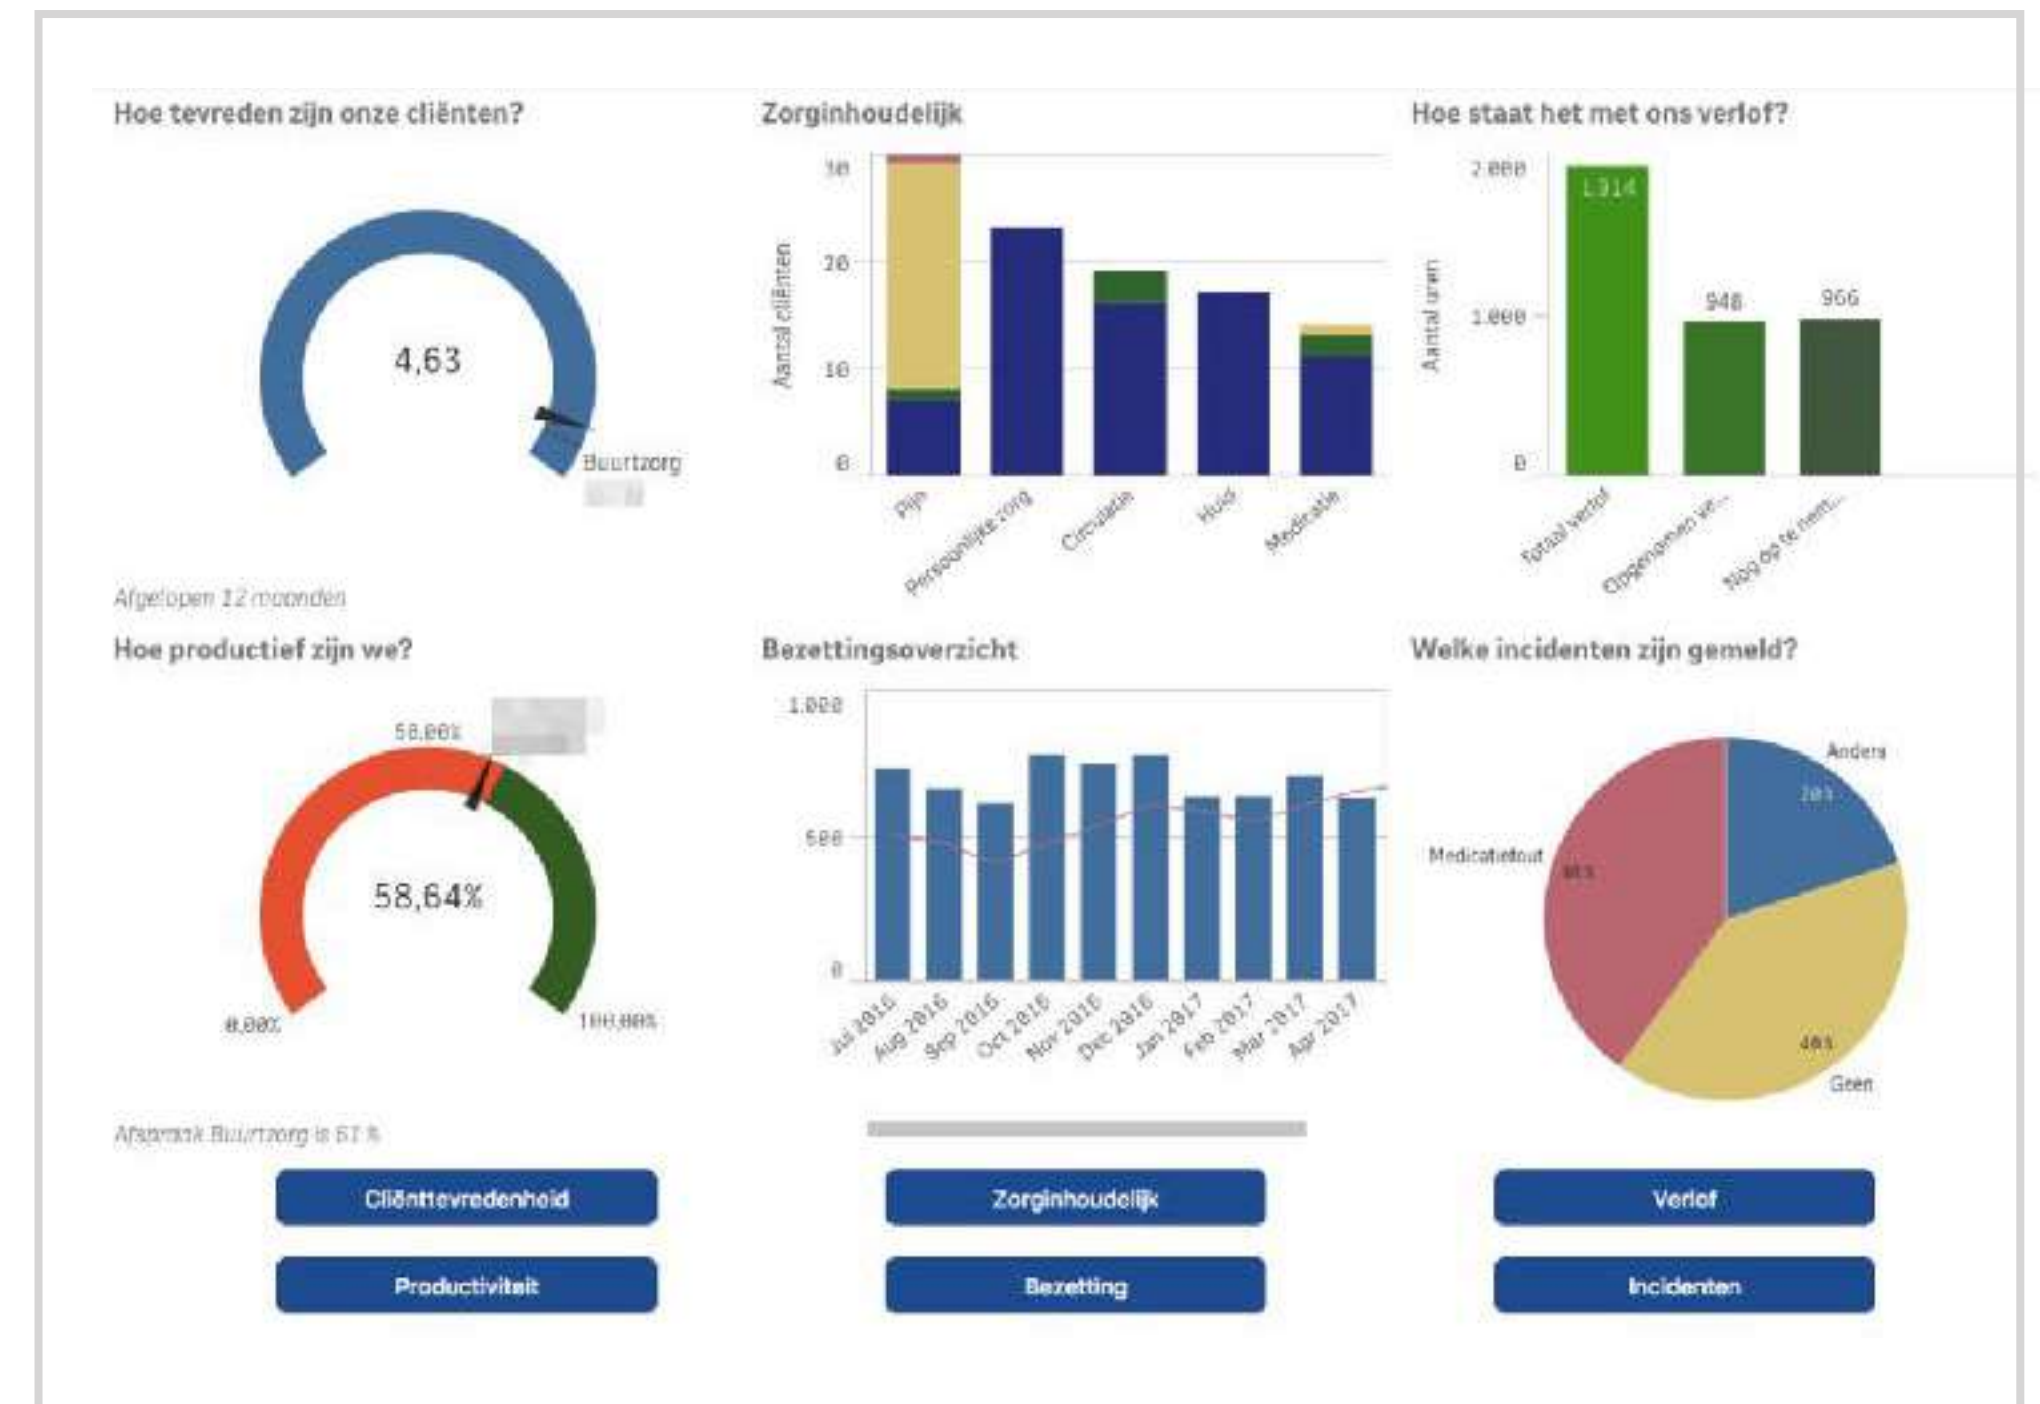 Hoe tevreden zijn onze cliënten?
4,63
Buurtzorg
Afgelopen 12 maanden
Zorginhoudelijk
Aantal cliënten
30
20
10
0
Pijn
Persoonlijke zorg
Circulatie
Huid
Medicatie
Hoe staat het met ons verlof?
Aantal uren
2.000
1.000
0
1.914
948
966
Totaal verlof
Opgenomen ve...
Nog op te nem...
Hoe productief zijn we?
58,64%
0,00%
100,00%
Afspraak Buurtzorg is 61 %
Bezettingsoverzicht
1.000
500
0
Jul 2016
Aug 2016
Sep 2016
Oct 2016
Nov 2016
Dec 2016
Jan 2017
Feb 2017
Mar 2017
Apr 2017
Welke incidenten zijn gemeld?
Anders
20%
Medicatiefout
40%
Geen
Cliënttevredenheid
Zorginhoudelijk
Verlof
Productiviteit
Bezetting
Incidenten